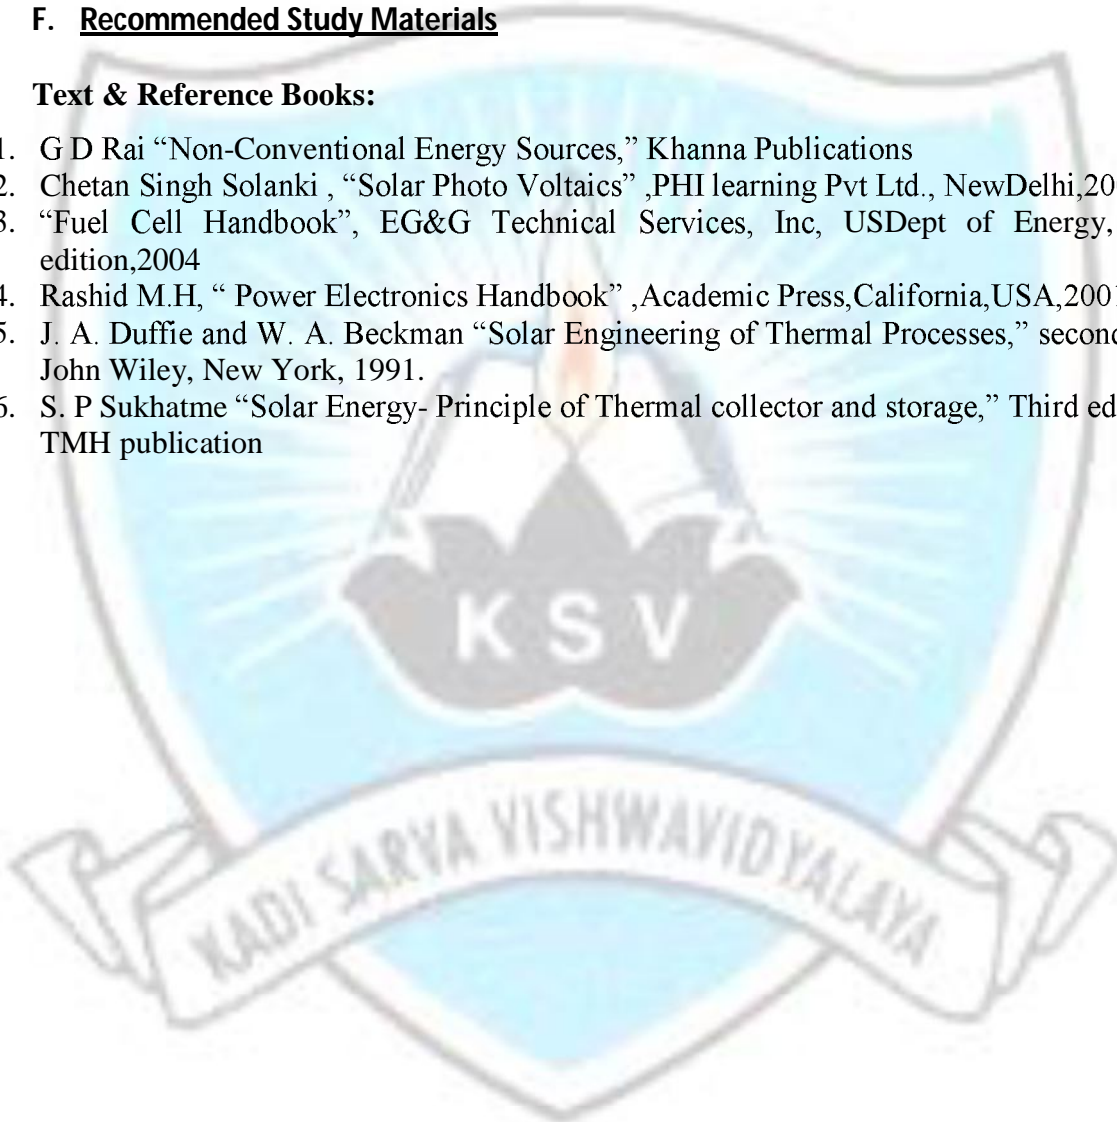 F. Recommended Study Materials
Text & Reference Books:
1. G D Rai “Non-Conventional Energy Sources,” Khanna Publications
2. Chetan Singh Solanki , “Solar Photo Voltaics” ,PHI learning Pvt Ltd., NewDelhi,20
3. “Fuel Cell Handbook”, EG&G Technical Services, Inc, USDept of Energy,
edition,2004
4. Rashid M.H, “ Power Electronics Handbook” ,Academic Press,California,USA,2001
5. J. A. Duffie and W. A. Beckman “Solar Engineering of Thermal Processes,” second
John Wiley, New York, 1991.
6. S. P Sukhatme “Solar Energy- Principle of Thermal collector and storage,” Third ed
TMH publication
K S V
KADI SARVA VISHWAVIDYALAYA